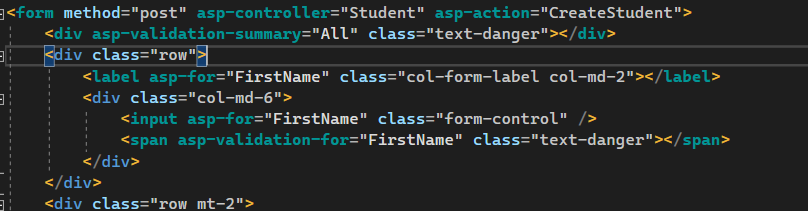 <form method="post" asp-controller="Student" asp-action="CreateStudent">
<div asp-validation-summary="All" class="text-danger"></div>
<div class="row">
<label asp-for="FirstName" class="col-form-label col-md-2"></label>
<div class="col-md-6">
<input asp-for="FirstName" class="form-control" />
<span asp-validation-for="FirstName" class="text-danger"></span>
</div>
</div>
<div class="row mt-2">